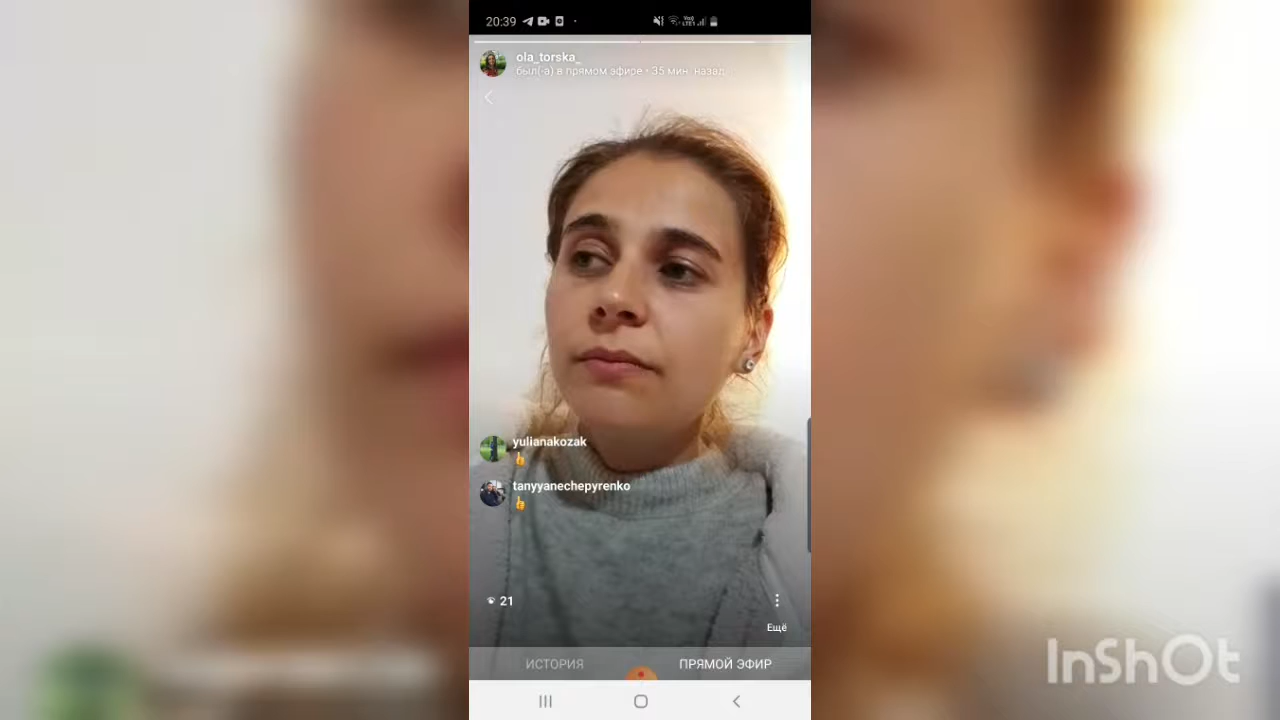 20:39
ola_torska_
был(-а) в прямом эфире • 35 мин. назад
yulianakozak
👍
tanyyanechepyrenko
👍
21
Ещё
ИСТОРИЯ
ПРЯМОЙ ЭФИР
InShOt